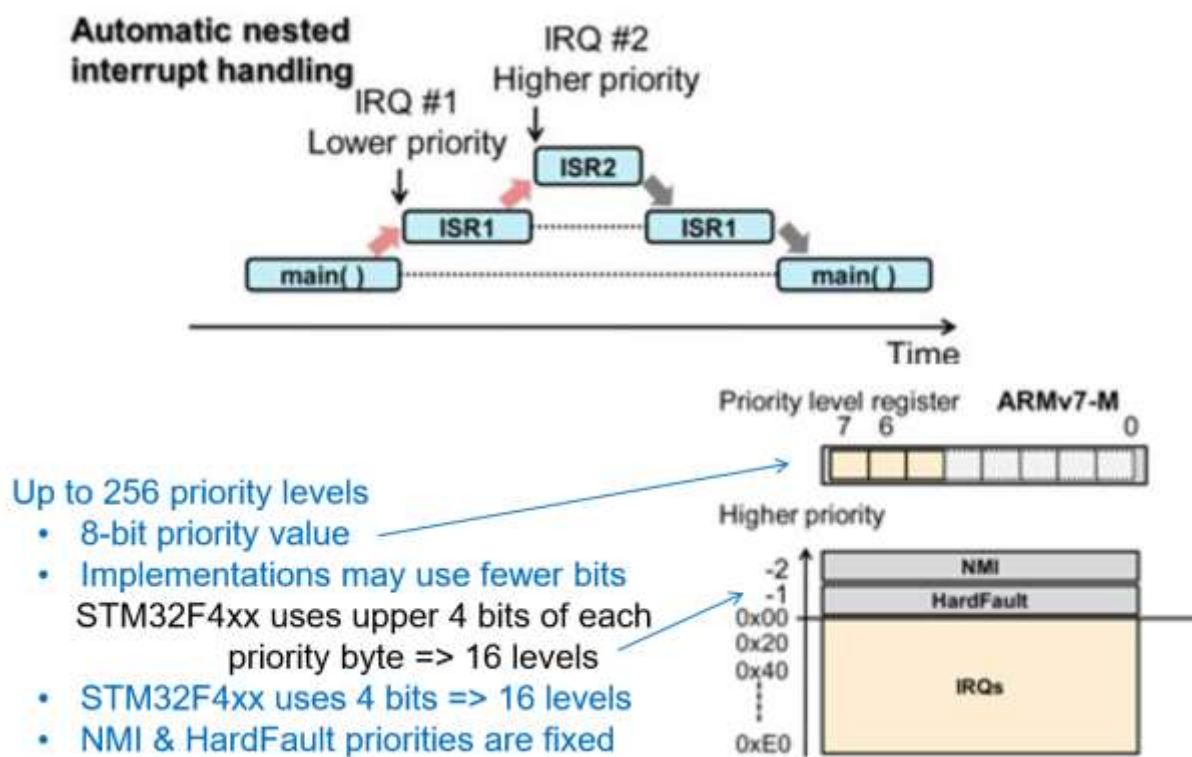 Automatic nested
interrupt handling
IRQ #1
Lower priority
IRQ #2
Higher priority
ISR2
ISR1
ISR1
main( )
main( )
Time
Priority level register
ARMv7-M
7
6
0
Up to 256 priority levels
• 8-bit priority value
• Implementations may use fewer bits
STM32F4xx uses upper 4 bits of each
priority byte => 16 levels
• STM32F4xx uses 4 bits => 16 levels
• NMI & HardFault priorities are fixed
Higher priority
-2
NMI
-1
HardFault
0x00
0x20
0x40
IRQs
0xE0